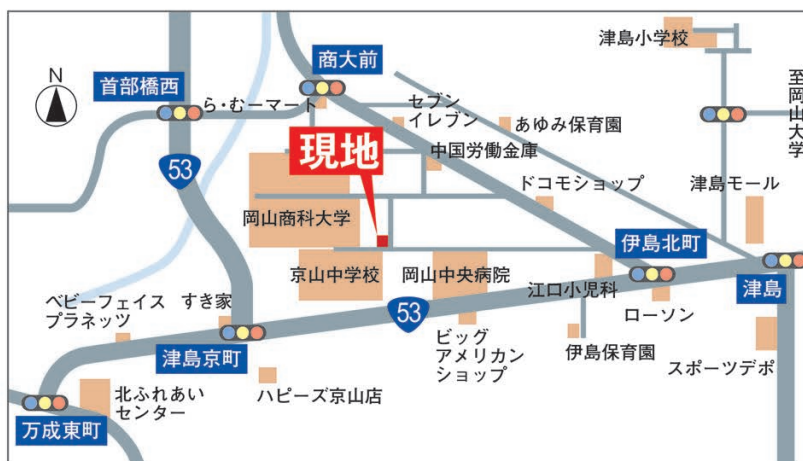 津島小学校
商大前
N
首部橋西
ら・むーマート
セブン
イレブン
あゆみ保育園
至岡山大学
現地
中国労働金庫
53
ドコモショップ
津島モール
岡山商科大学
伊島北町
京山中学校
岡山中央病院
江口小児科
津島
ベビーフェイス
プラネッツ
すき家
53
ローソン
津島京町
ビッグ
アメリカン
ショップ
伊島保育園
スポーツデポ
北ふれあい
センター
ハピーズ京山店
万成東町